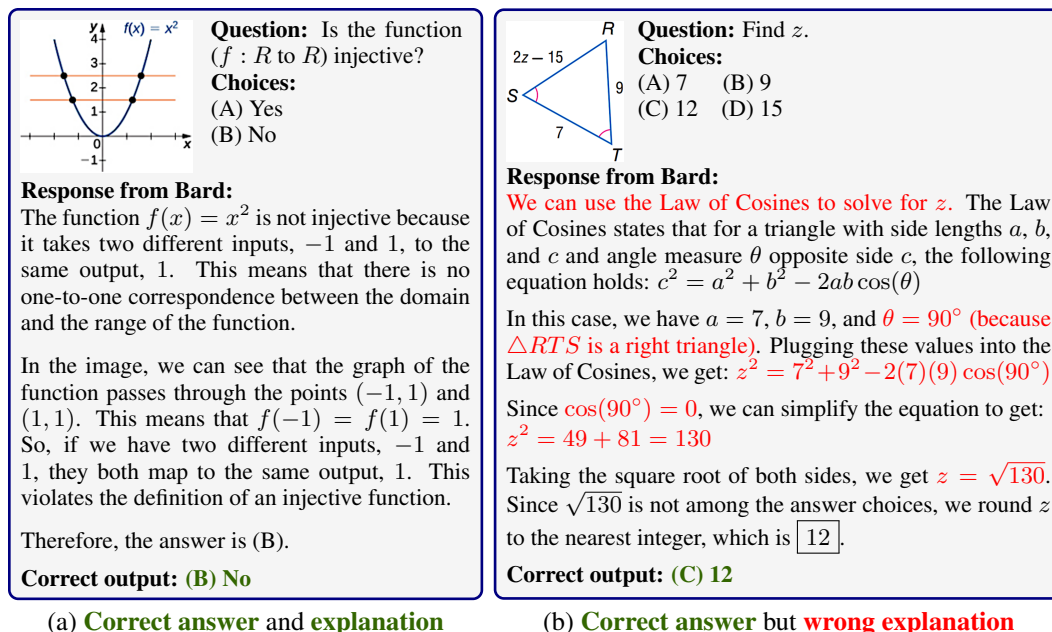 y
f(x) = x²
4
3
2
1
0
x
−1
Question: Is the function
(f : R to R) injective?
Choices:
(A) Yes
(B) No
Response from Bard:
The function f(x) = x² is not injective because
it takes two different inputs, −1 and 1, to the
same output, 1. This means that there is no
one-to-one correspondence between the domain
and the range of the function.
In the image, we can see that the graph of the
function passes through the points (−1, 1) and
(1, 1). This means that f(−1) = f(1) = 1.
So, if we have two different inputs, −1 and
1, they both map to the same output, 1. This
violates the definition of an injective function.
Therefore, the answer is (B).
Correct output: (B) No
(a) Correct answer and explanation
R
2z − 15
9
S
7
T
Question: Find z.
Choices:
(A) 7 (B) 9
(C) 12 (D) 15
Response from Bard:
We can use the Law of Cosines to solve for z. The Law
of Cosines states that for a triangle with side lengths a, b,
and c and angle measure θ opposite side c, the following
equation holds: c² = a² + b² − 2ab cos(θ)
In this case, we have a = 7, b = 9, and θ = 90° (because
△RTS is a right triangle). Plugging these values into the
Law of Cosines, we get: z² = 7²+9²−2(7)(9) cos(90°)
Since cos(90°) = 0, we can simplify the equation to get:
z² = 49 + 81 = 130
Taking the square root of both sides, we get z = √130.
Since √130 is not among the answer choices, we round z
to the nearest integer, which is 12 .
Correct output: (C) 12
(b) Correct answer but wrong explanation